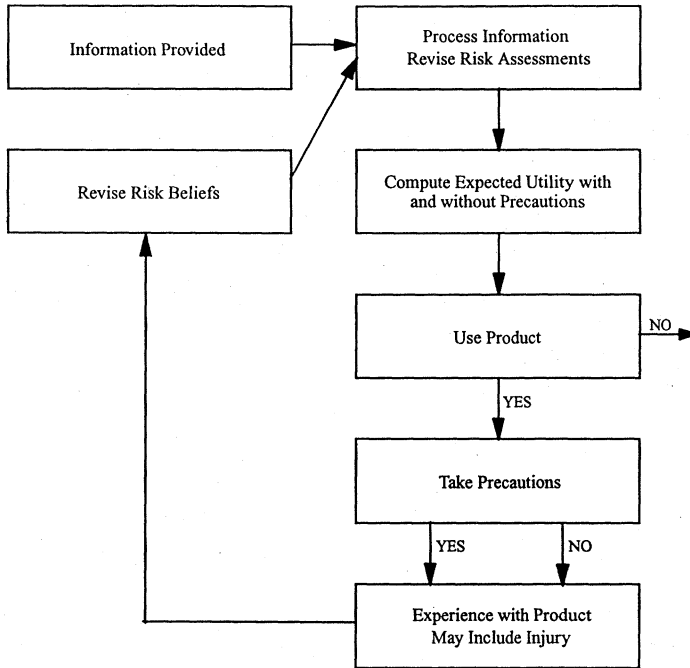 Information Provided
Process Information
Revise Risk Assessments
Revise Risk Beliefs
Compute Expected Utility with
and without Precautions
Use Product
NO
YES
Take Precautions
YES
NO
Experience with Product
May Include Injury